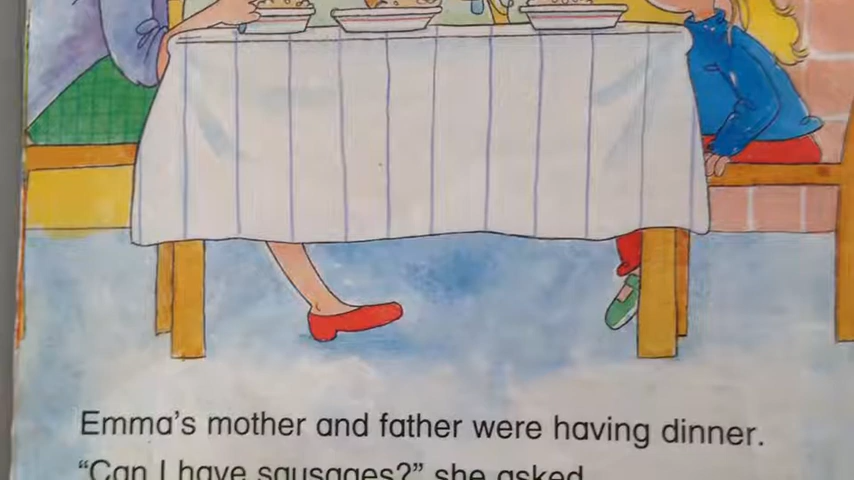 Emma's mother and father were having dinner.
"Can I have sausages?" she asked